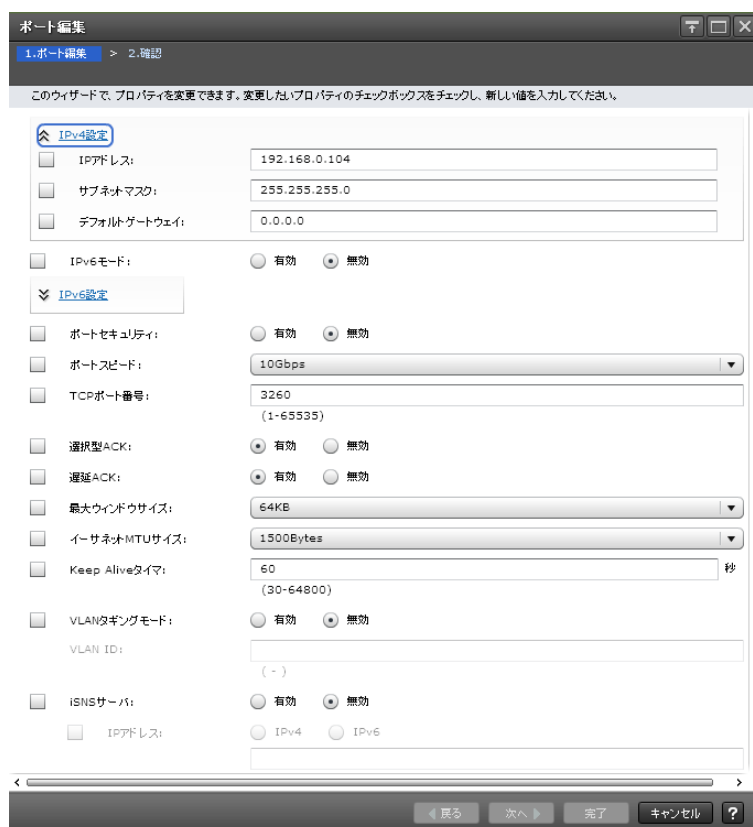 ポート編集
1.ポート編集 > 2.確認
このウィザードで、プロパティを変更できます。変更したいプロパティのチェックボックスをチェックし、新しい値を入力してください。
IPv4設定
IPアドレス: 192.168.0.104
サブネットマスク: 255.255.255.0
デフォルトゲートウェイ: 0.0.0.0
IPv6モード: 有効 無効
IPv6設定
ポートセキュリティ: 有効 無効
ポートスピード: 10Gbps
TCPポート番号: 3260
(1-65535)
選択型ACK: 有効 無効
遅延ACK: 有効 無効
最大ウィンドウサイズ: 64KB
イーサネットMTUサイズ: 1500Bytes
Keep Aliveタイマ: 60 秒
(30-64800)
VLANタギングモード: 有効 無効
VLAN ID:
( - )
iSNSサーバ: 有効 無効
IPアドレス: IPv4 IPv6
戻る 次へ 完了 キャンセル ?